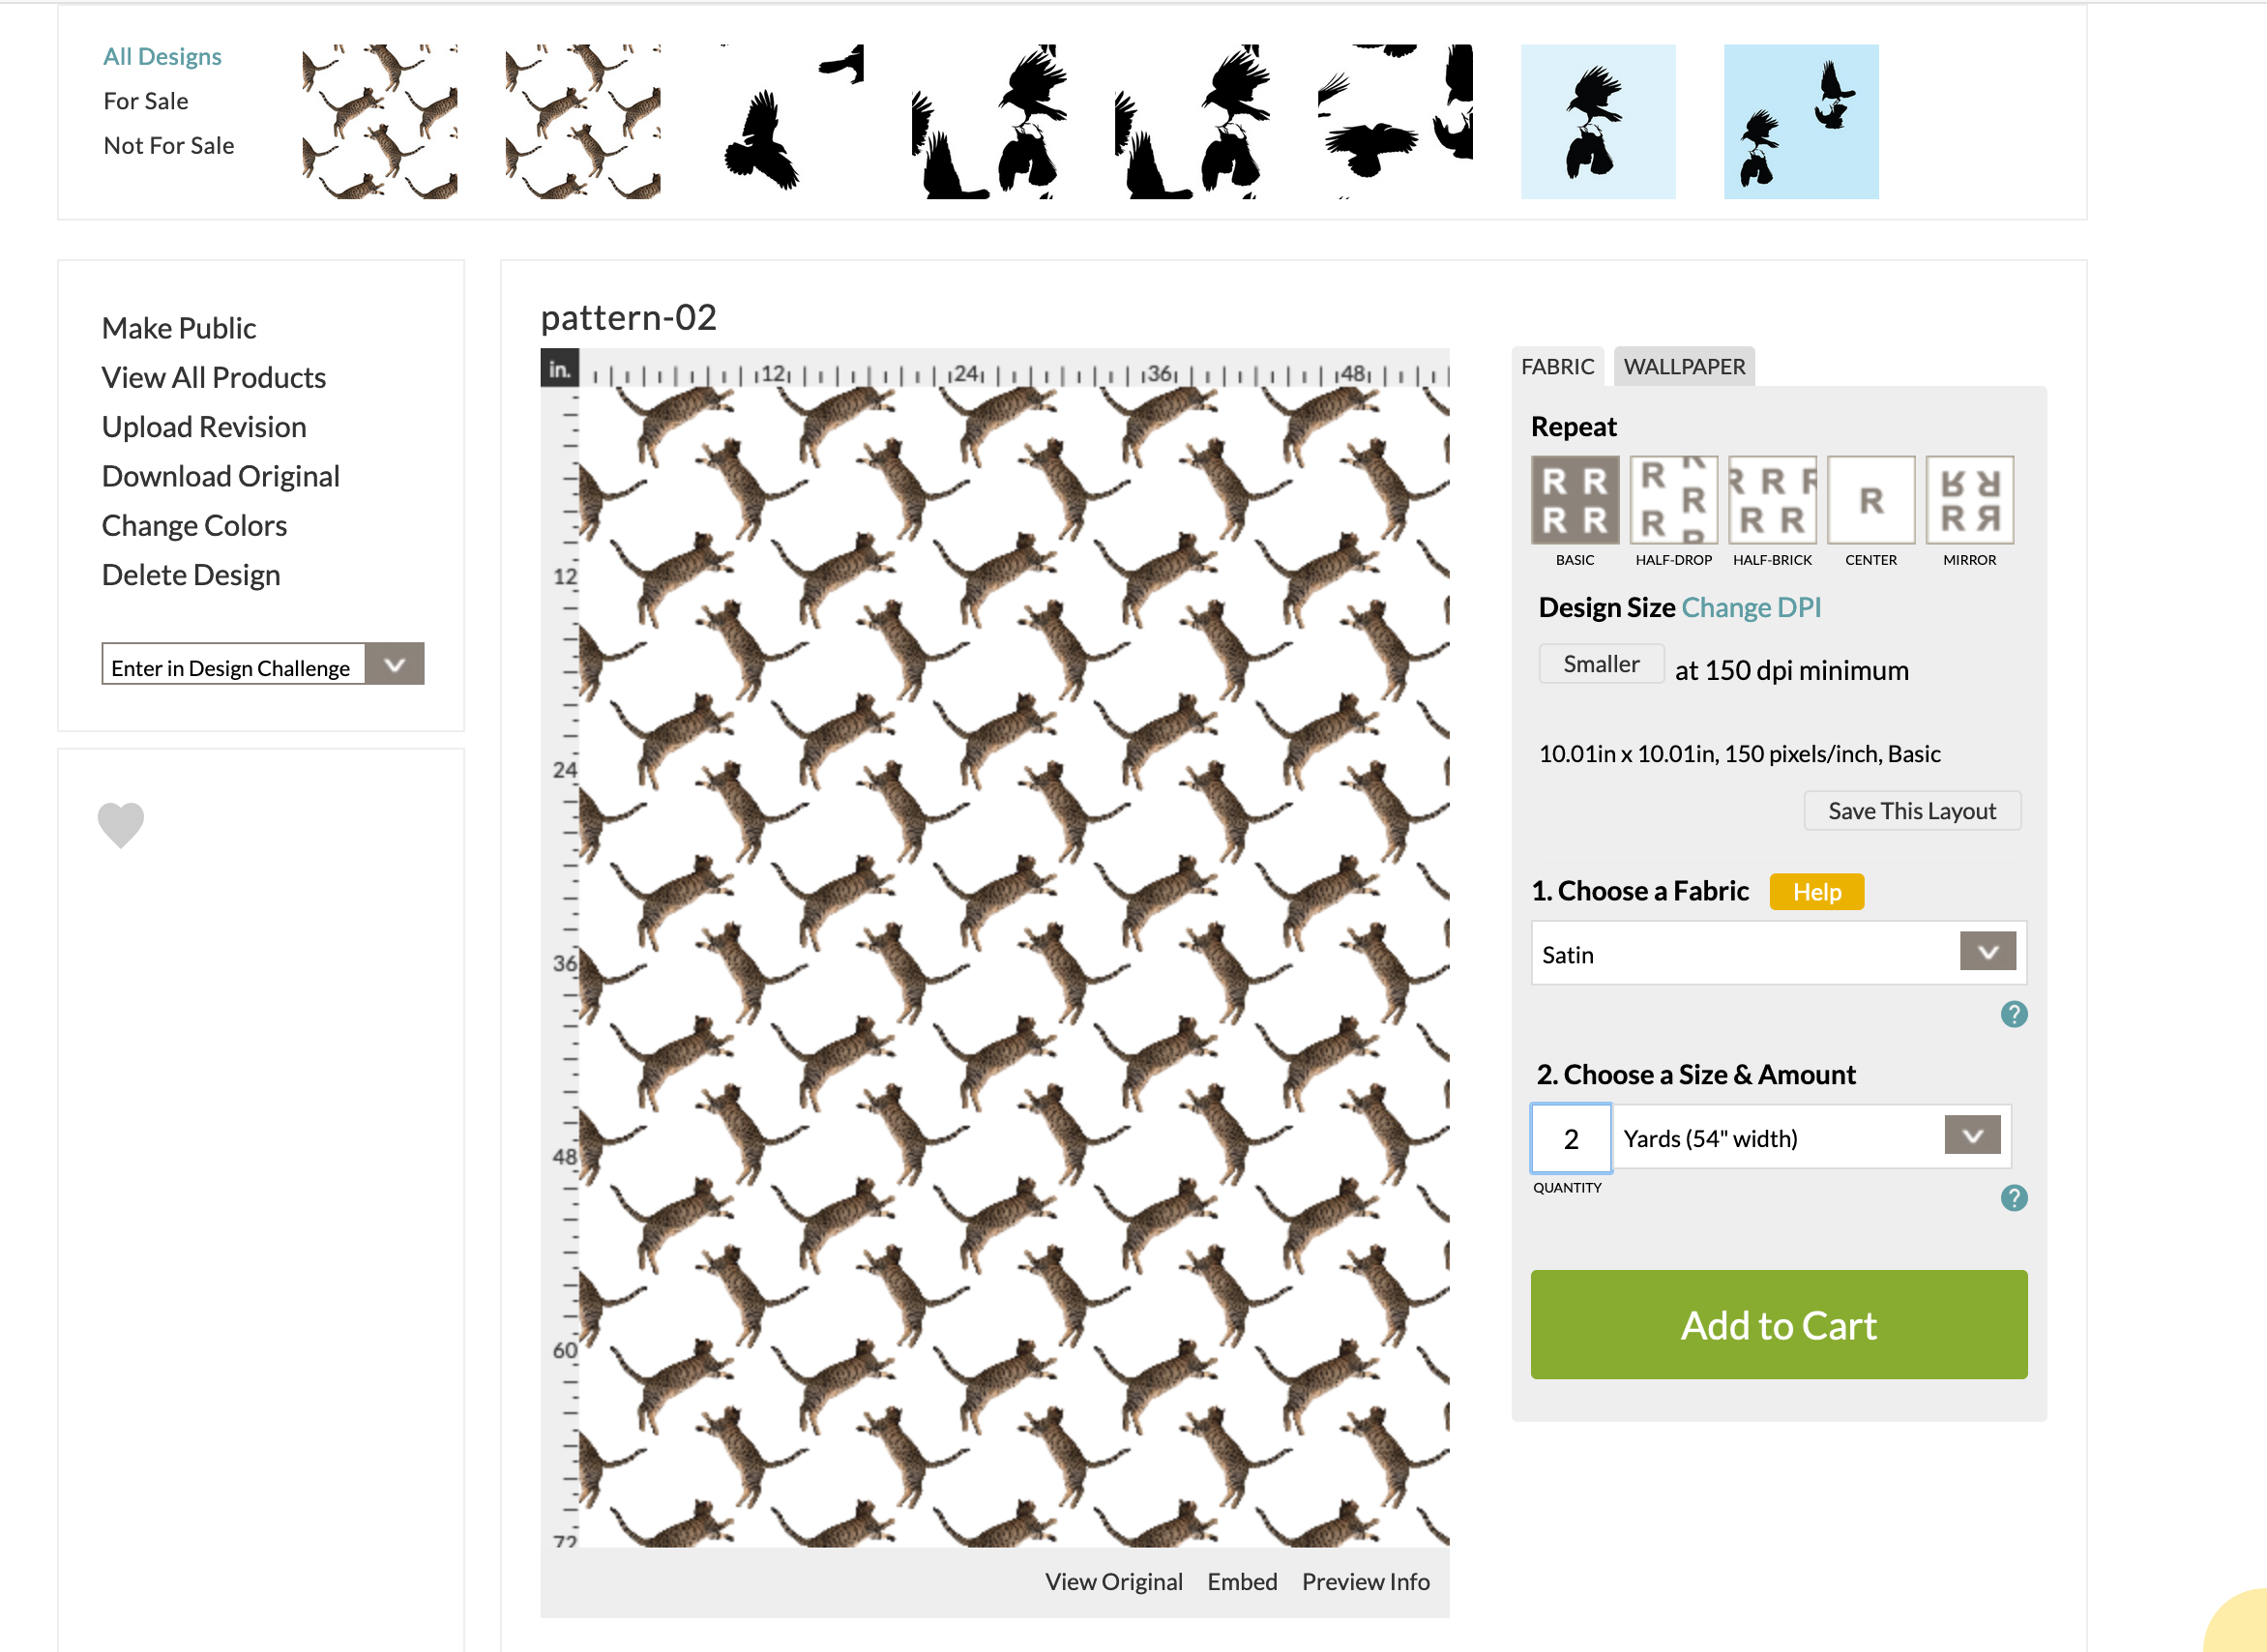 All Designs
For Sale
Not For Sale
Make Public
View All Products
Upload Revision
Download Original
Change Colors
Delete Design
Enter in Design Challenge
pattern-02
in.
12 24 36 48
12
24
36
48
60
72
View Original Embed Preview Info
FABRIC WALLPAPER
Repeat
R R R R
R R R R
R R R R R
R
R R R R
BASIC HALF-DROP HALF-BRICK CENTER MIRROR
Design Size Change DPI
Smaller at 150 dpi minimum
10.01in x 10.01in, 150 pixels/inch, Basic
Save This Layout
1. Choose a Fabric Help
Satin
?
2. Choose a Size & Amount
2 Yards (54" width)
QUANTITY
?
Add to Cart